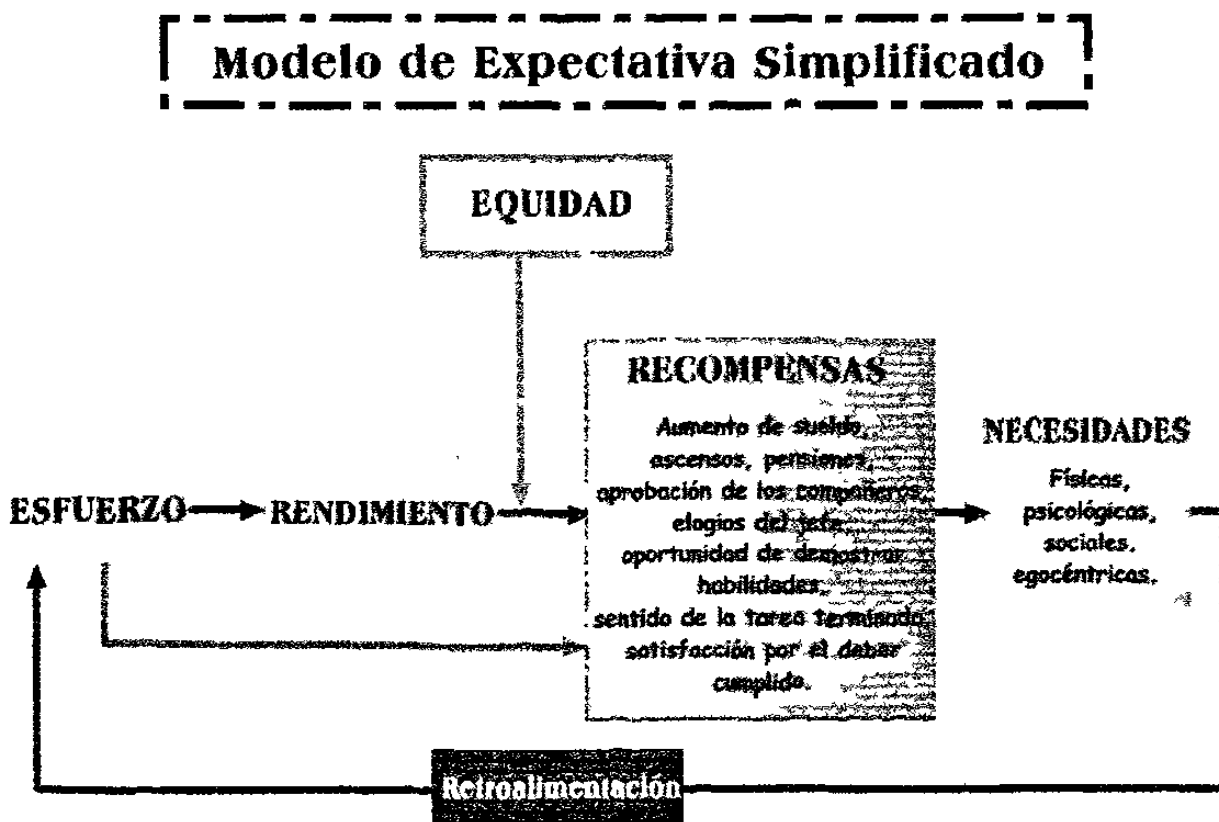 Modelo de Expectativa Simplificado
EQUIDAD
ESFUERZO
RENDIMIENTO
RECOMPENSAS
Aumento de sueldo,
ascensos, pensiones,
aprobación de los compañeros,
elogios del jefe,
oportunidad de demostrar
habilidades,
sentido de la tarea terminada
satisfacción por el deber
cumplido.
NECESIDADES
Físicas,
psicológicas,
sociales,
egocéntricas.
Retroalimentación